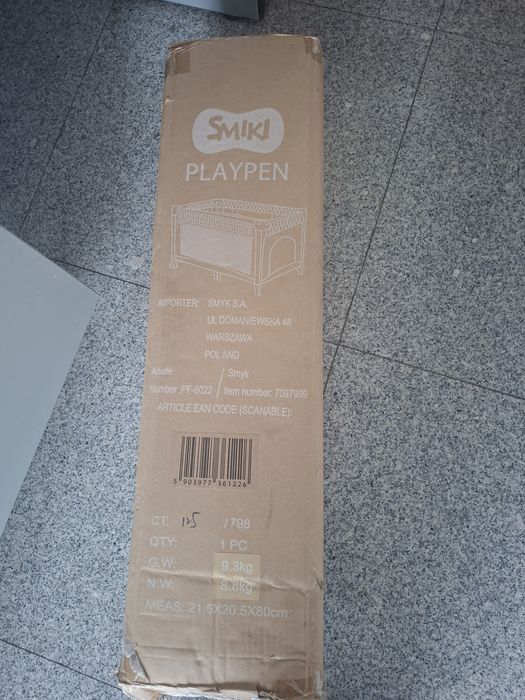 SMIKI
PLAYPEN
IMPORTER: SMYK S.A.
UL DOMANIEWSKA 48
WARSZAWA
POLAND
Article / Smyk
Number :PF-6022 / item number: 7097999
ARTICLE EAN CODE (SCANABLE):
5 903977 361226
CT: 125 /798
QTY: 1 PC
G.W: 9.3kg
N.W: 8.8kg
MEAS: 21.5X20.5X80cm